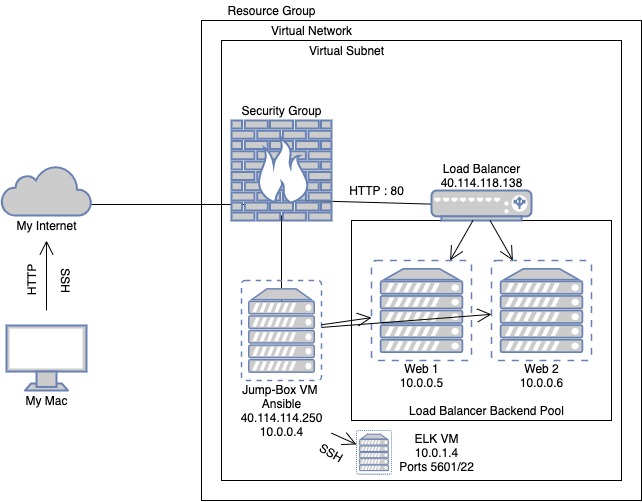 Resource Group
Virtual Network
Virtual Subnet
Security Group
Load Balancer
40.114.118.138
HTTP : 80
My Internet
HTTP
SSH
My Mac
Jump-Box VM
Ansible
40.114.114.250
10.0.0.4
Web 1
10.0.0.5
Web 2
10.0.0.6
Load Balancer Backend Pool
SSH
ELK VM
10.0.1.4
Ports 5601/22